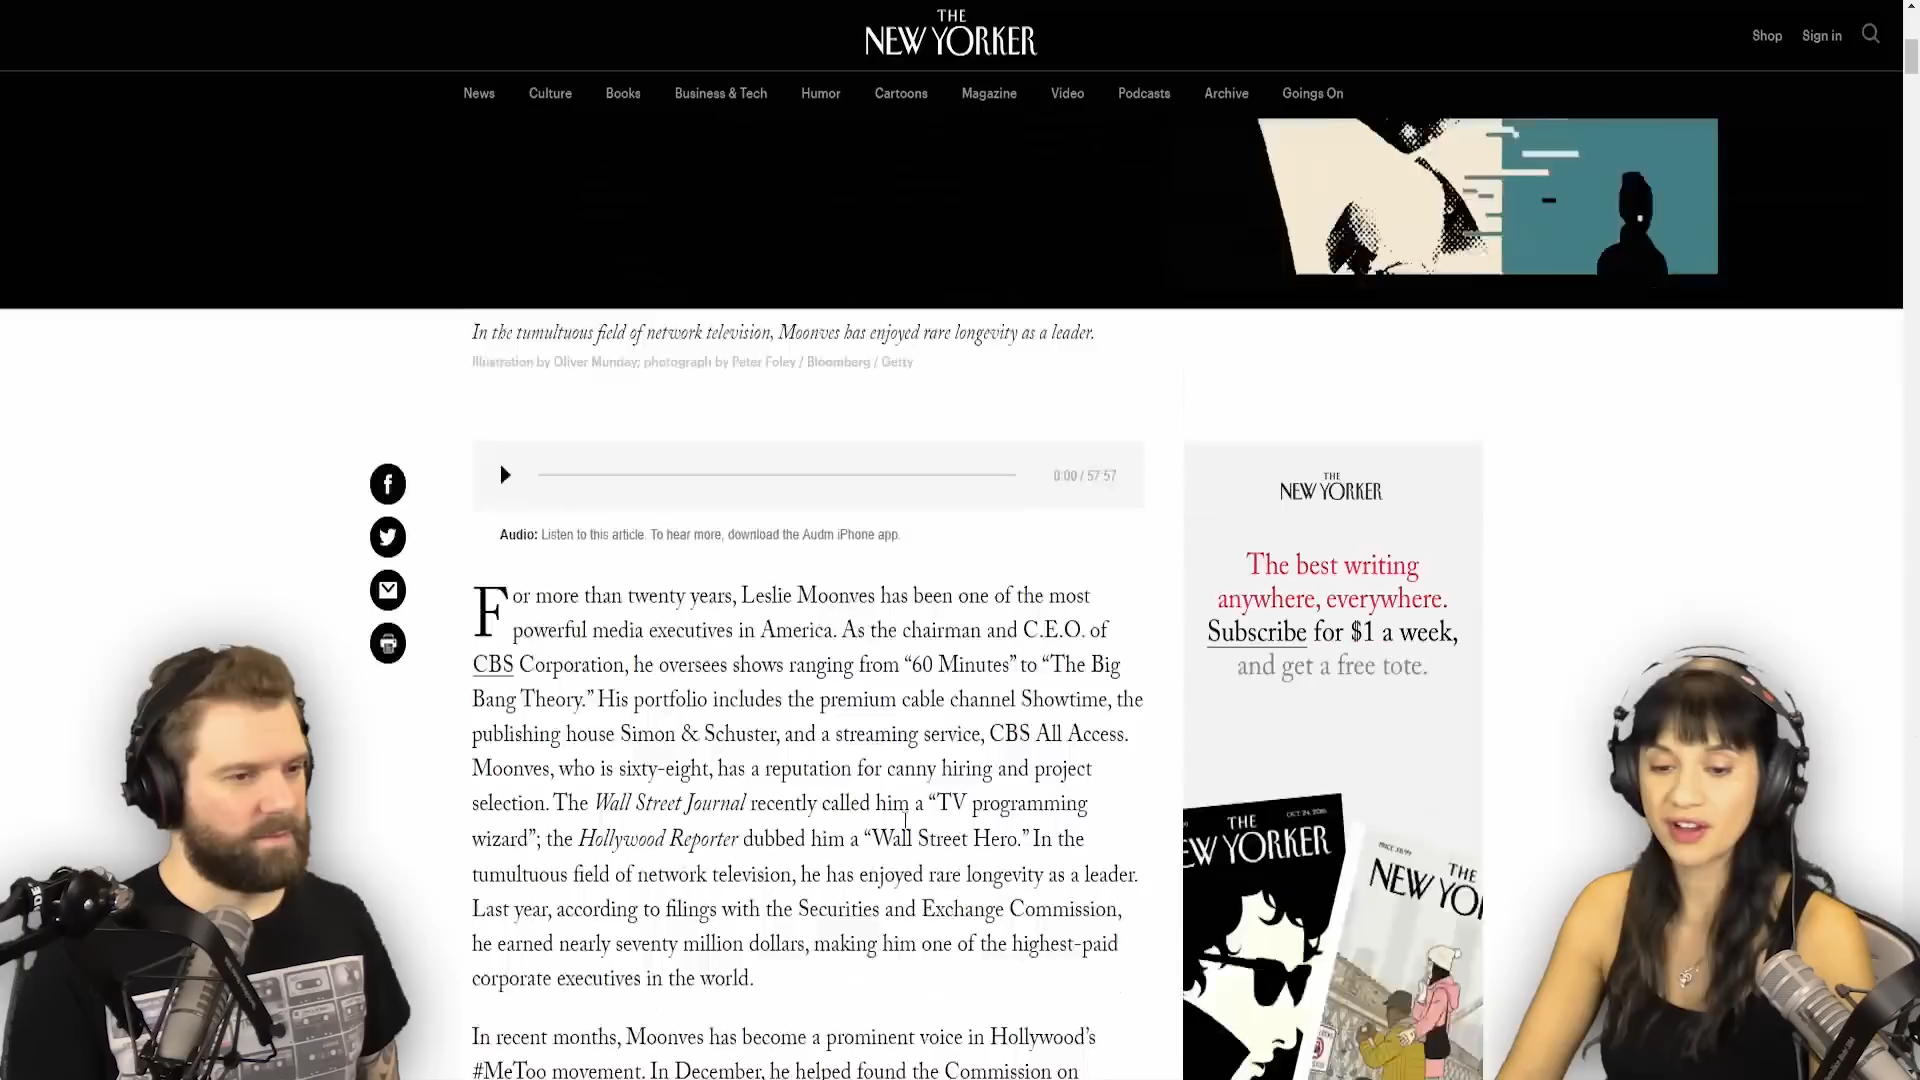 THE
NEW YORKER
Shop Sign in
News Culture Books Business & Tech Humor Cartoons Magazine Video Podcasts Archive Goings On
In the tumultuous field of network television, Moonves has enjoyed rare longevity as a leader.
Illustration by Oliver Munday; photograph by Peter Foley / Bloomberg / Getty
0:00 / 57:57
Audio: Listen to this article. To hear more, download the Audm iPhone app.
For more than twenty years, Leslie Moonves has been one of the most
powerful media executives in America. As the chairman and C.E.O. of
CBS Corporation, he oversees shows ranging from “60 Minutes” to “The Big
Bang Theory.” His portfolio includes the premium cable channel Showtime, the
publishing house Simon & Schuster, and a streaming service, CBS All Access.
Moonves, who is sixty-eight, has a reputation for canny hiring and project
selection. The Wall Street Journal recently called him a “TV programming
wizard”; the Hollywood Reporter dubbed him a “Wall Street Hero.” In the
tumultuous field of network television, he has enjoyed rare longevity as a leader.
Last year, according to filings with the Securities and Exchange Commission,
he earned nearly seventy million dollars, making him one of the highest-paid
corporate executives in the world.
In recent months, Moonves has become a prominent voice in Hollywood’s
#MeToo movement. In December, he helped found the Commission on
THE
NEW YORKER
The best writing
anywhere, everywhere.
Subscribe for $1 a week,
and get a free tote.
OCT. 24, 2016
THE
EW YORKER
PRICE $8.99
THE
NEW YO